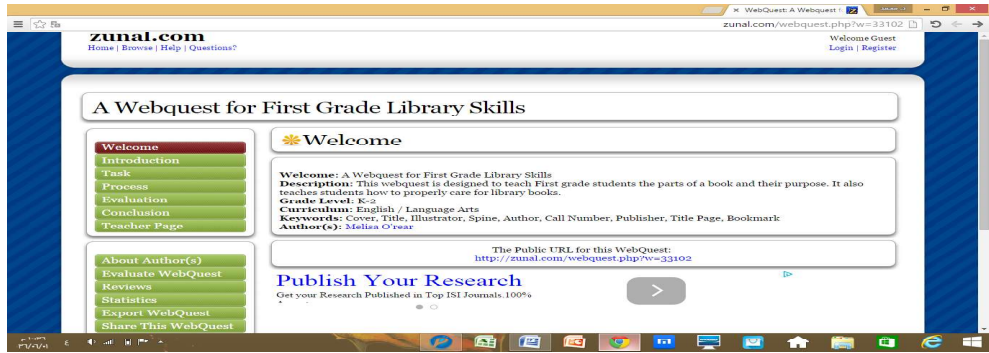 WebQuest: A Webquest f
zunal.com/webquest.php?w=33102
zunal.com
Home | Browse | Help | Questions?
Welcome Guest
Login | Register
A Webquest for First Grade Library Skills
Welcome
Introduction
Task
Process
Evaluation
Conclusion
Teacher Page
About Author(s)
Evaluate WebQuest
Reviews
Statistics
Export WebQuest
Share This WebQuest
Welcome
Welcome: A Webquest for First Grade Library Skills
Description: This webquest is designed to teach First grade students the parts of a book and their purpose. It also
teaches students how to properly care for library books.
Grade Level: K-2
Curriculum: English / Language Arts
Keywords: Cover, Title, Illustrator, Spine, Author, Call Number, Publisher, Title Page, Bookmark
Author(s): Melisa O'rear
The Public URL for this WebQuest:
http://zunal.com/webquest.php?w=33102
Publish Your Research
Get your Research Published in Top ISI Journals.100%